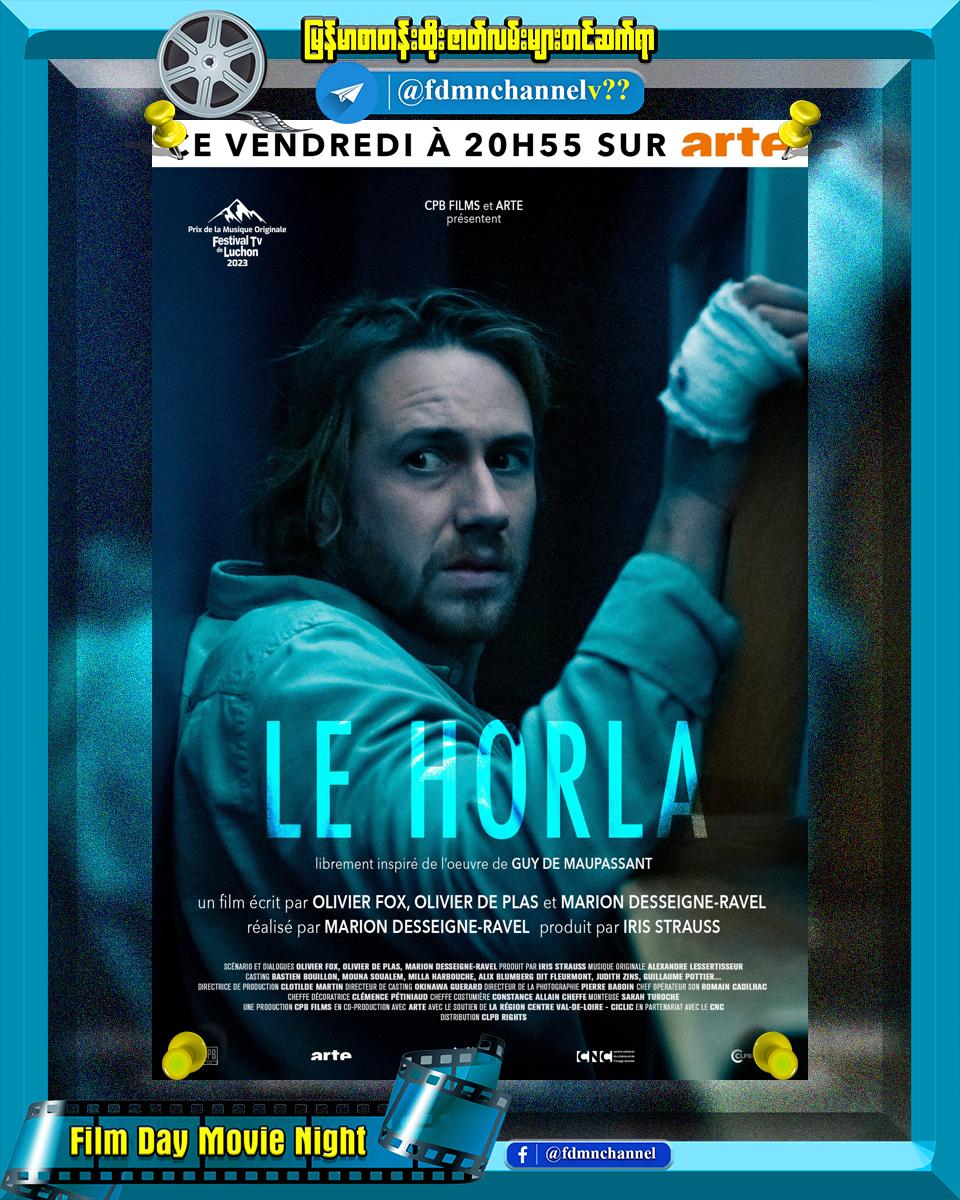 မြန်မာစာတန်းထိုးဇာတ်လမ်းများတင်ဆက်ရာ
@fdmnchannelv??
CE VENDREDI À 20H55 SUR arte
CPB FILMS et ARTE
présentent
Prix de la Musique Originale
Festival Tv
de Luchon
2023
LE HORLA
librement inspiré de l'oeuvre de GUY DE MAUPASSANT
un film écrit par OLIVIER FOX, OLIVIER DE PLAS et MARION DESSEIGNE-RAVEL
réalisé par MARION DESSEIGNE-RAVEL produit par IRIS STRAUSS
SCÉNARIO ET DIALOGUES OLIVIER FOX, OLIVIER DE PLAS, MARION DESSEIGNE-RAVEL PRODUIT PAR IRIS STRAUSS MUSIQUE ORIGINALE ALEXANDRE LESSERTISSEUR
CASTING BASTIEN BOUILLON, MOUNA SOUALEM, MILLA HARBOUCHE, ALIX BLUMBERG DIT FLEURMONT, JUDITH ZINS, GUILLAUME POTTIER...
DIRECTRICE DE PRODUCTION CLOTILDE MARTIN DIRECTEUR DE CASTING OKINAWA GUERARD DIRECTEUR DE LA PHOTOGRAPHIE PIERRE BABOIN CHEF OPÉRATEUR SON ROMAIN CADILHAC
CHEFFE DÉCORATRICE CLÉMENCE PÉTINIAUD CHEFFE COSTUMIÈRE CONSTANCE ALLAIN CHEFFE MONTEUSE SARAH TUROCHE
UNE PRODUCTION CPB FILMS EN CO-PRODUCTION AVEC ARTE AVEC LE SOUTIEN DE LA RÉGION CENTRE VAL-DE-LOIRE - CICLIC EN PARTENARIAT AVEC LE CNC
DISTRIBUTION CLPB RIGHTS
arte CNC
Film Day Movie Night
@fdmnchannel